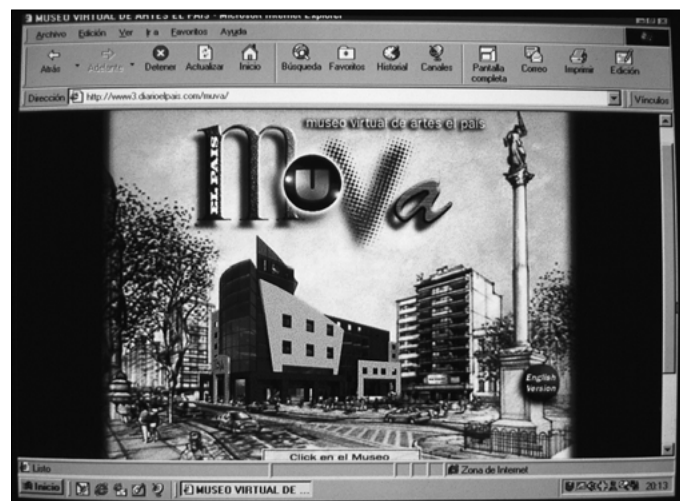 MUSEO VIRTUAL DE ARTES EL PAIS - Microsoft Internet Explorer
Archivo Edición Ver Ir a Favoritos Ayuda
Atrás Adelante Detener Actualizar Inicio Búsqueda Favoritos Historial Canales Pantalla completa Correo Imprimir Edición
Dirección http://www3.diarioelpais.com/muva/ Vínculos
museo virtual de artes el país
EL PAIS
muva
English
Version
Click en el Museo
Listo Zona de Internet
Inicio MUSEO VIRTUAL DE ... 20:13